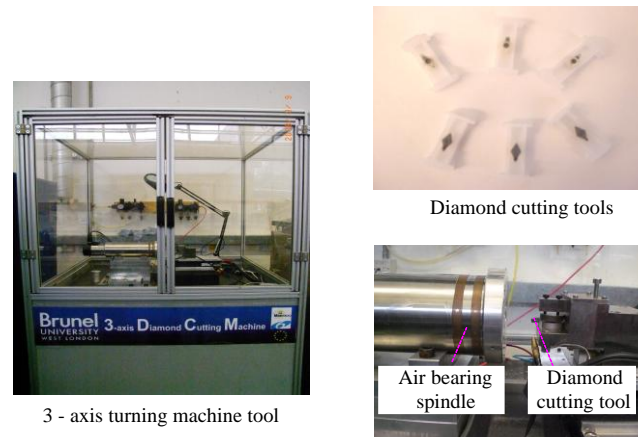 Diamond cutting tools
Brunel
UNIVERSITY
WEST LONDON
3-axis Diamond Cutting Machine
3 - axis turning machine tool
Air bearing
spindle
Diamond
cutting tool